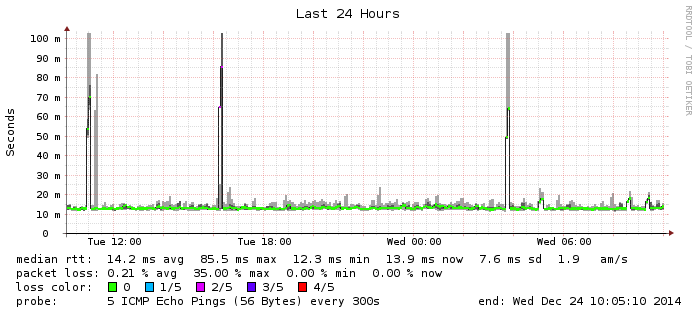 Last 24 Hours
RRDTOOL / TOBI OETIKER
Seconds
100 m
90 m
80 m
70 m
60 m
50 m
40 m
30 m
20 m
10 m
0
Tue 12:00 Tue 18:00 Wed 00:00 Wed 06:00
median rtt: 14.2 ms avg 85.5 ms max 12.3 ms min 13.9 ms now 7.6 ms sd 1.9 am/s
packet loss: 0.21 % avg 35.00 % max 0.00 % min 0.00 % now
loss color: 0 1/5 2/5 3/5 4/5
probe: 5 ICMP Echo Pings (56 Bytes) every 300s end: Wed Dec 24 10:05:10 2014